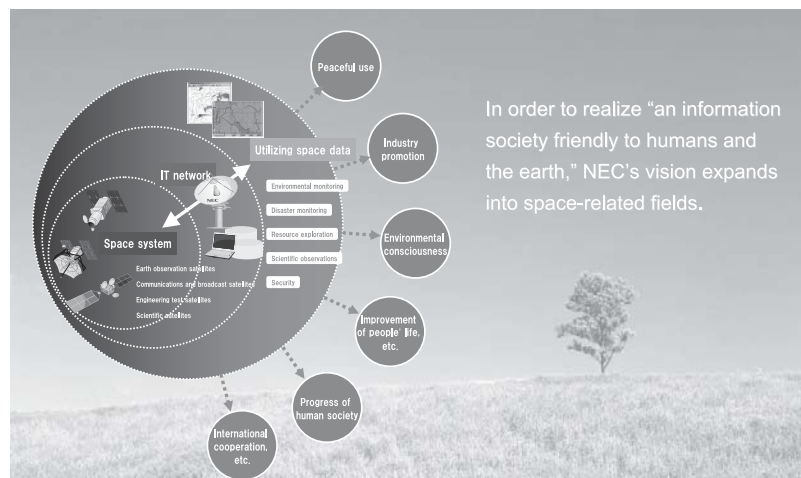 Peaceful use
In order to realize “an information
society friendly to humans and
the earth,” NEC’s vision expands
into space-related fields.
Industry
promotion
Utilizing space data
IT network
NEC
Environmental monitoring
Disaster monitoring
Resource exploration
Scientific observations
Security
Space system
Earth observation satellites
Communications and broadcast satellites
Engineering test satellites
Scientific satellites
Environmental
consciousness
Improvement
of people’ life,
etc.
Progress of
human society
International
cooperation,
etc.